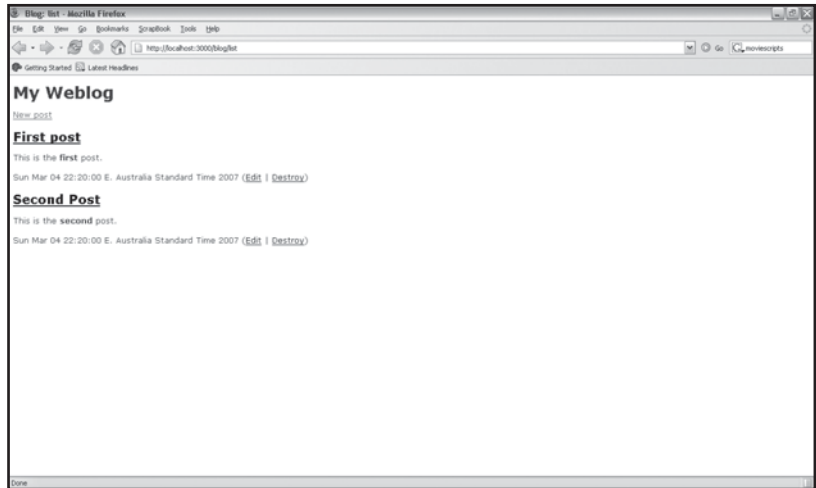 Blog: list - Mozilla Firefox
File Edit View Go Bookmarks ScrapBook Tools Help
http://localhost:3000/blog/list
Go
moviescripts
Getting Started Latest Headlines
My Weblog
New post
First post
This is the first post.
Sun Mar 04 22:20:00 E. Australia Standard Time 2007 (Edit | Destroy)
Second Post
This is the second post.
Sun Mar 04 22:20:00 E. Australia Standard Time 2007 (Edit | Destroy)
Done